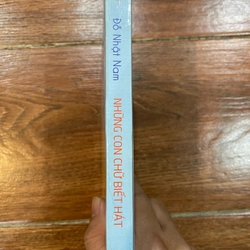 Đỗ Nhật Nam
NHỮNG CON CHỮ BIẾT HÁT